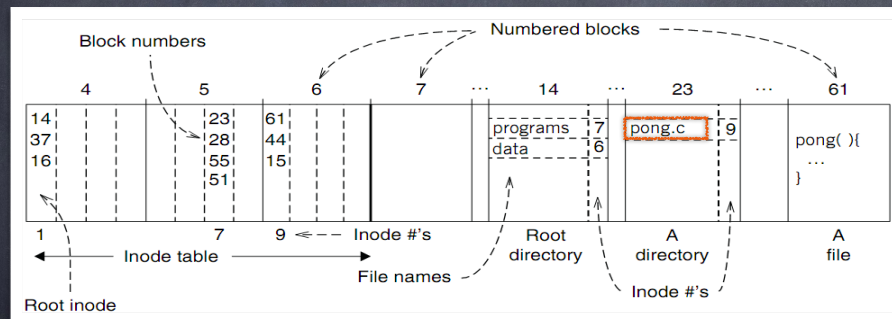 Block numbers
Numbered blocks
4 5 6 7 ... 14 ... 23 ... 61
14 23 61
37 28 44
16 55 15
51
programs 7
data 6
pong.c 9
pong( ){
...
}
1 7 9 Inode #'s
Inode table
Root inode
File names
Root
directory
A
directory
A
file
Inode #'s